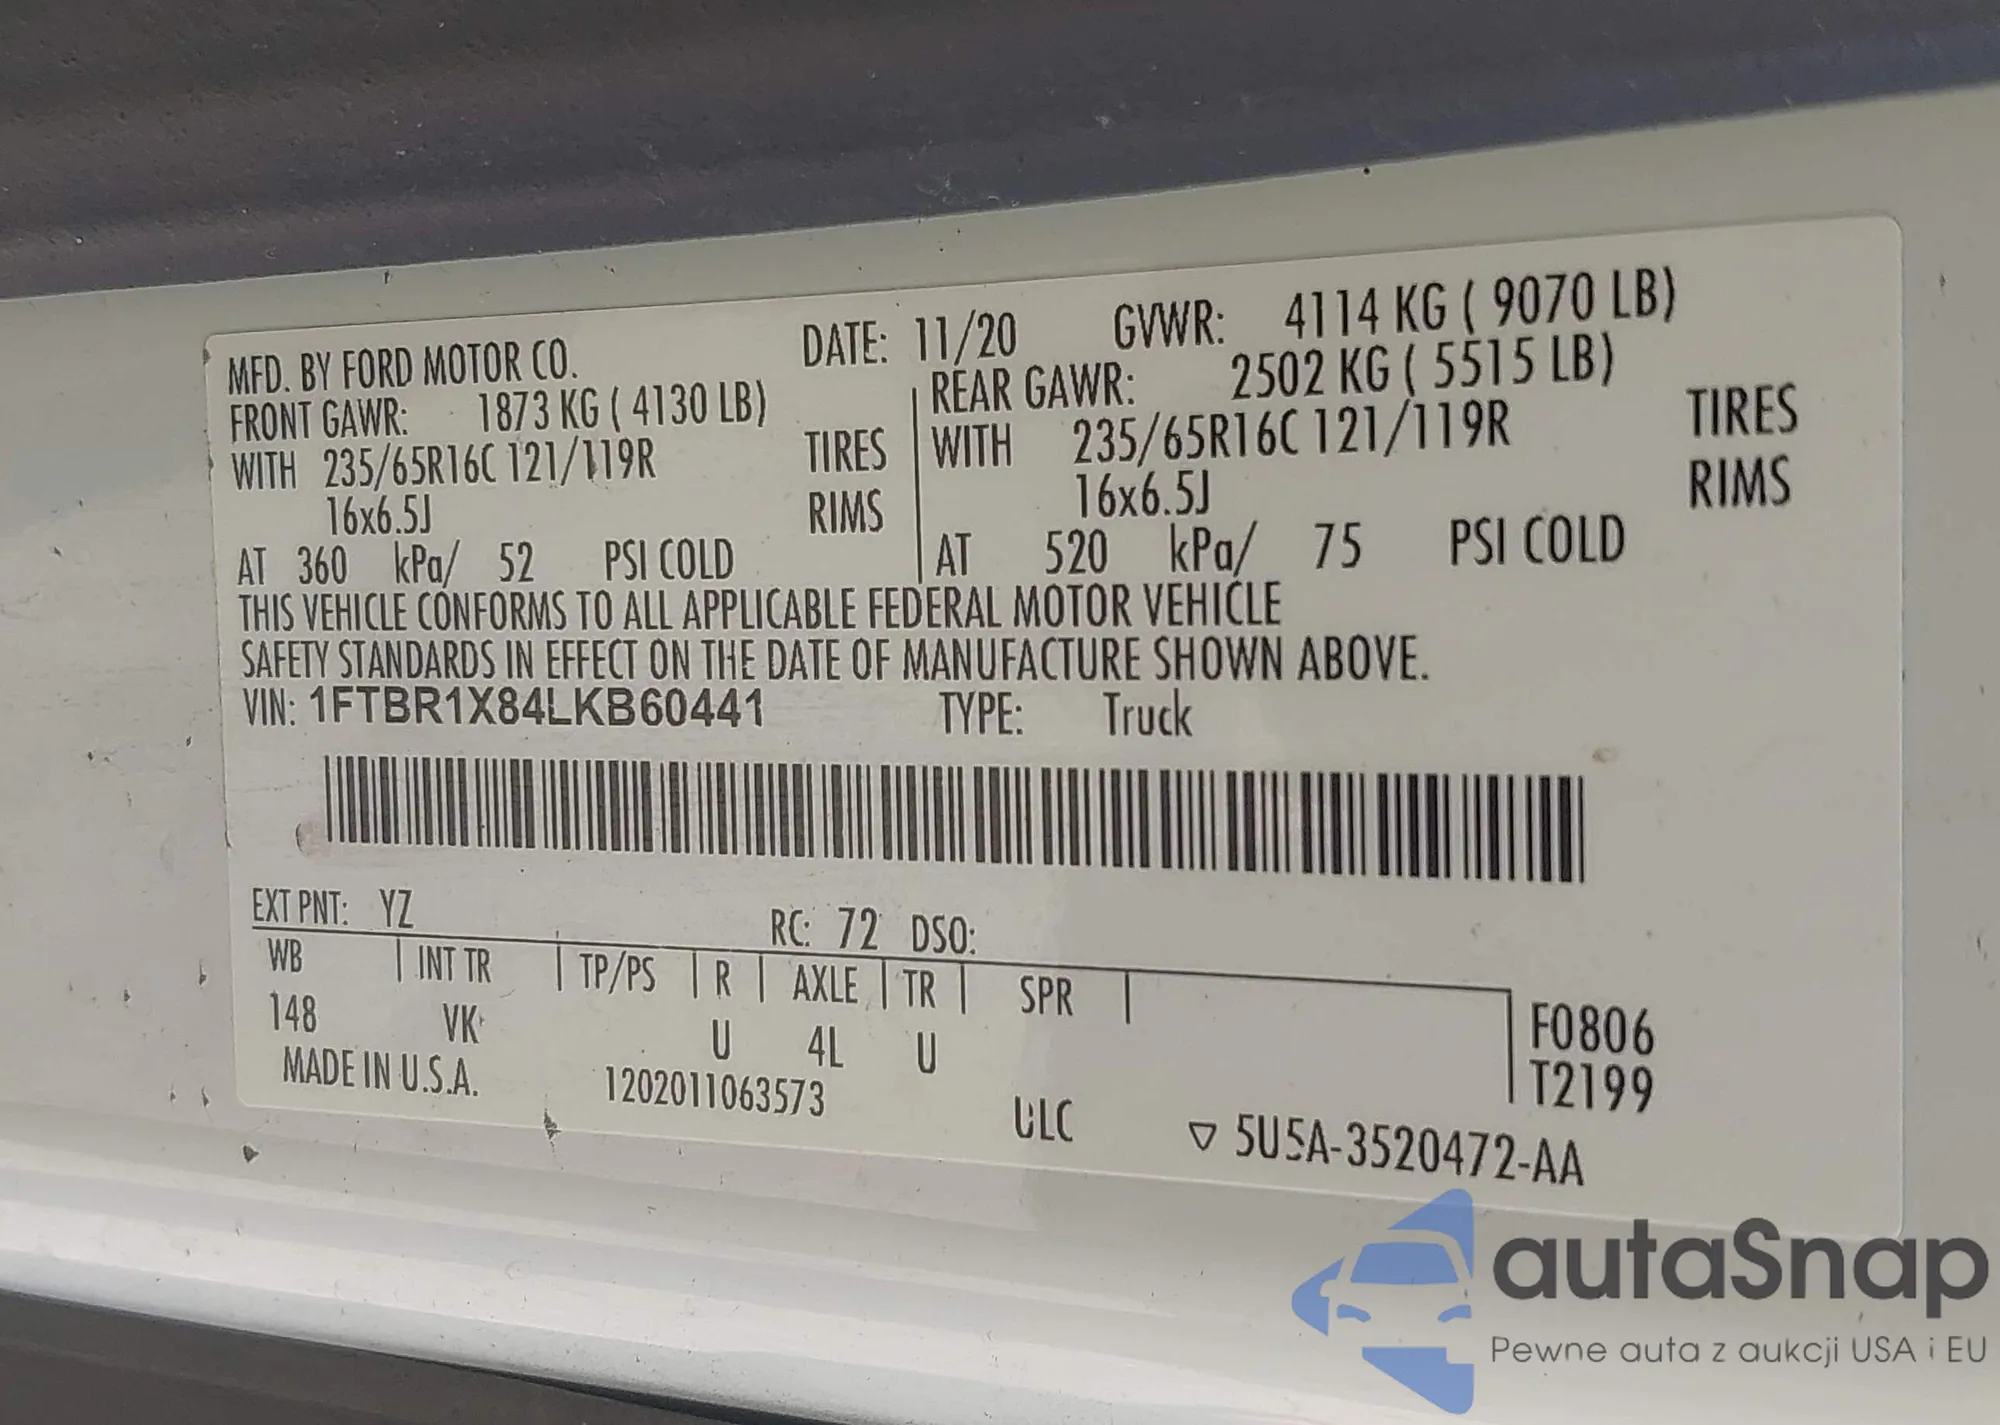 MFD. BY FORD MOTOR CO. DATE: 11/20 GVWR: 4114 KG ( 9070 LB)
FRONT GAWR: 1873 KG ( 4130 LB) REAR GAWR: 2502 KG ( 5515 LB)
WITH 235/65R16C 121/119R TIRES WITH 235/65R16C 121/119R TIRES
16x6.5J RIMS 16x6.5J RIMS
AT 360 kPa/ 52 PSI COLD AT 520 kPa/ 75 PSI COLD
THIS VEHICLE CONFORMS TO ALL APPLICABLE FEDERAL MOTOR VEHICLE
SAFETY STANDARDS IN EFFECT ON THE DATE OF MANUFACTURE SHOWN ABOVE.
VIN: 1FTBR1X84LKB60441 TYPE: Truck
EXT PNT: YZ RC: 72 DSO:
WB INT TR TP/PS R AXLE TR SPR
148 VK U 4L U
F0806
T2199
MADE IN U.S.A. 1202011063573 ULC ▽ 5U5A-3520472-AA
autaSnap
Pewne auta z aukcji USA i EU